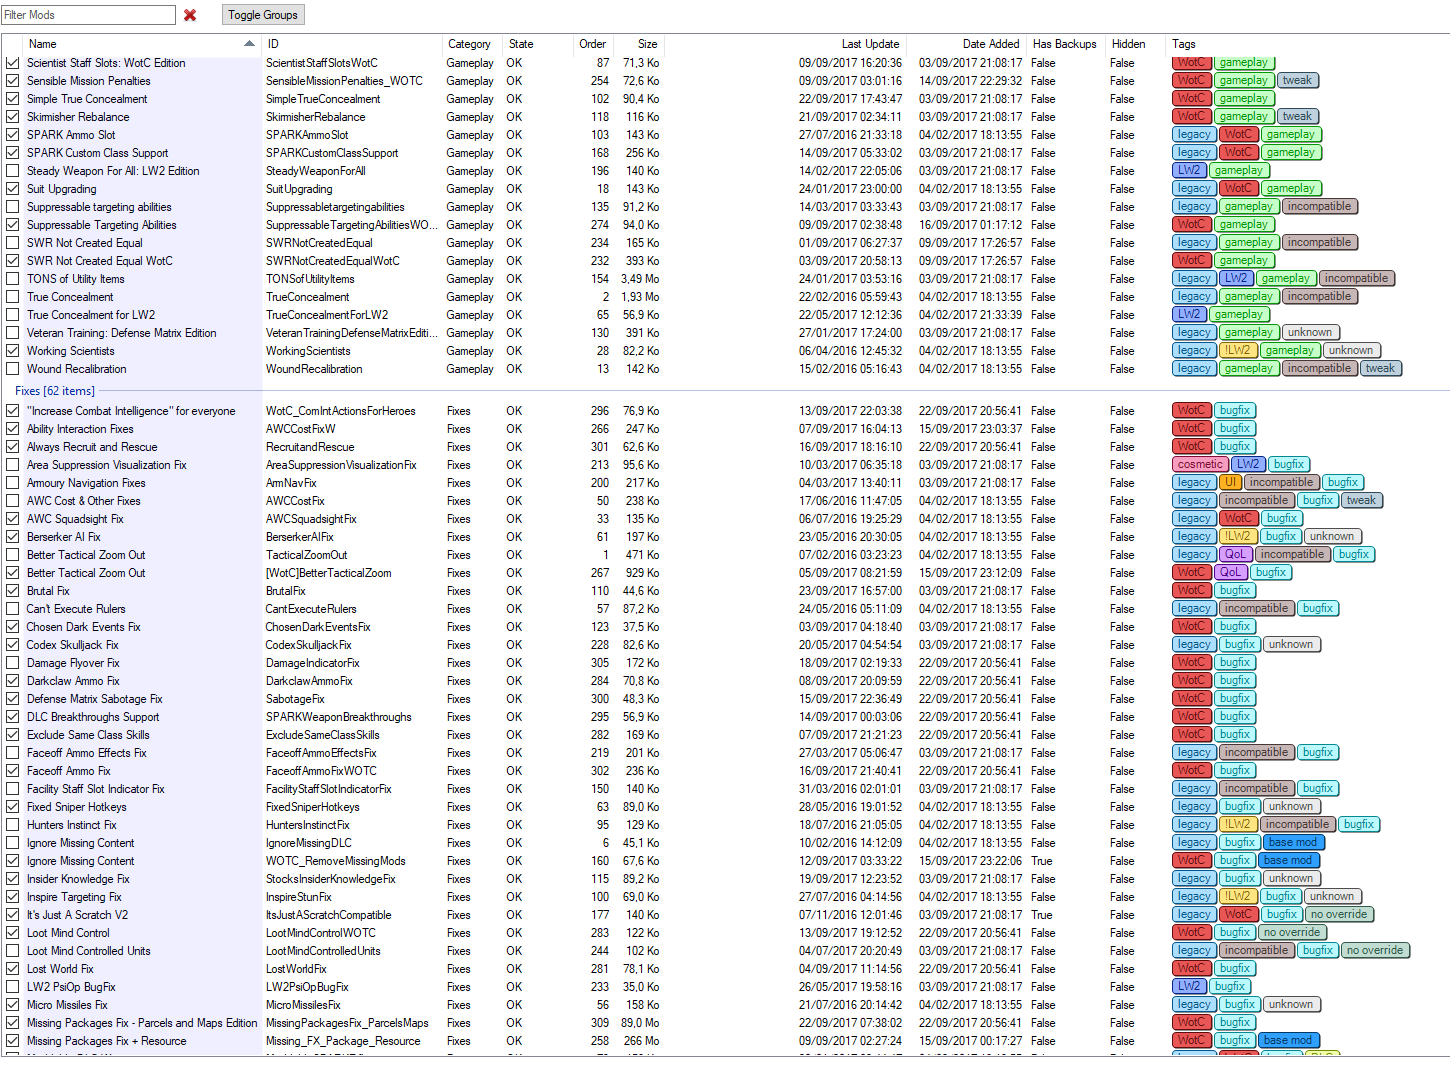 Filter Mods Toggle Groups
Name ID Category State Order Size Last Update Date Added Has Backups Hidden Tags
Scientist Staff Slots: WotC Edition ScientistStaffSlotsWotC Gameplay OK 87 71,3 Ko 09/09/2017 16:20:36 03/09/2017 21:08:17 False False WotC gameplay
Sensible Mission Penalties SensibleMissionPenalties_WOTC Gameplay OK 254 72,6 Ko 09/09/2017 03:01:16 14/09/2017 22:29:32 False False WotC gameplay tweak
Simple True Concealment SimpleTrueConcealment Gameplay OK 102 90,4 Ko 22/09/2017 17:43:47 03/09/2017 21:08:17 False False WotC gameplay
Skirmisher Rebalance SkirmisherRebalance Gameplay OK 118 116 Ko 21/09/2017 02:34:11 03/09/2017 21:08:17 False False WotC gameplay tweak
SPARK Ammo Slot SPARKAmmoSlot Gameplay OK 103 143 Ko 27/07/2016 21:33:18 04/02/2017 18:13:55 False False legacy WotC gameplay
SPARK Custom Class Support SPARKCustomClassSupport Gameplay OK 168 256 Ko 14/09/2017 05:33:02 03/09/2017 21:08:17 False False legacy WotC gameplay
Steady Weapon For All: LW2 Edition SteadyWeaponForAll Gameplay OK 196 140 Ko 14/02/2017 22:05:06 03/09/2017 21:08:17 False False LW2 gameplay
Suit Upgrading SuitUpgrading Gameplay OK 18 143 Ko 24/01/2017 23:00:00 04/02/2017 18:13:55 False False legacy WotC gameplay
Suppressable targeting abilities Suppressabletargetingabilities Gameplay OK 135 91,2 Ko 14/03/2017 03:33:43 03/09/2017 21:08:17 False False legacy gameplay incompatible
Suppressable Targeting Abilities SuppressableTargetingAbilitiesWO... Gameplay OK 274 94,0 Ko 09/09/2017 02:38:48 16/09/2017 01:17:12 False False WotC gameplay
SWR Not Created Equal SWRNotCreatedEqual Gameplay OK 234 165 Ko 01/09/2017 06:27:37 09/09/2017 17:26:57 False False legacy gameplay incompatible
SWR Not Created Equal WotC SWRNotCreatedEqualWotC Gameplay OK 232 393 Ko 03/09/2017 20:58:13 09/09/2017 17:26:57 False False WotC gameplay
TONS of Utility Items TONSofUtilityItems Gameplay OK 154 3,49 Mo 24/01/2017 03:53:16 03/09/2017 21:08:17 False False legacy LW2 gameplay incompatible
True Concealment TrueConcealment Gameplay OK 2 1,93 Mo 22/02/2016 05:59:43 04/02/2017 18:13:55 False False legacy gameplay incompatible
True Concealment for LW2 TrueConcealmentForLW2 Gameplay OK 65 56,9 Ko 22/05/2017 12:12:36 04/02/2017 21:33:39 False False LW2 gameplay
Veteran Training: Defense Matrix Edition VeteranTrainingDefenseMatrixEditi... Gameplay OK 130 391 Ko 27/01/2017 17:24:00 03/09/2017 21:08:17 False False legacy gameplay unknown
Working Scientists WorkingScientists Gameplay OK 28 82,2 Ko 06/04/2016 12:45:32 04/02/2017 18:13:55 False False legacy !LW2 gameplay unknown
Wound Recalibration WoundRecalibration Gameplay OK 13 142 Ko 15/02/2016 05:16:43 04/02/2017 18:13:55 False False legacy gameplay incompatible tweak
Fixes [62 items]
"Increase Combat Intelligence" for everyone WotC_ComIntActionsForHeroes Fixes OK 296 76,9 Ko 13/09/2017 22:03:38 22/09/2017 20:56:41 False False WotC bugfix
Ability Interaction Fixes AWCCostFixW Fixes OK 266 247 Ko 07/09/2017 16:04:13 15/09/2017 23:03:37 False False WotC bugfix
Always Recruit and Rescue RecruitandRescue Fixes OK 301 62,6 Ko 16/09/2017 18:16:10 22/09/2017 20:56:41 False False WotC bugfix
Area Suppression Visualization Fix AreaSuppressionVisualizationFix Fixes OK 213 95,6 Ko 10/03/2017 06:35:18 03/09/2017 21:08:17 False False cosmetic LW2 bugfix
Armoury Navigation Fixes ArmNavFix Fixes OK 200 217 Ko 04/03/2017 13:40:11 03/09/2017 21:08:17 False False legacy UI incompatible bugfix
AWC Cost & Other Fixes AWCCostFix Fixes OK 50 238 Ko 17/06/2016 11:47:05 04/02/2017 18:13:55 False False legacy incompatible bugfix tweak
AWC Squadsight Fix AWCSquadsightFix Fixes OK 33 135 Ko 06/07/2016 19:25:29 04/02/2017 18:13:55 False False legacy WotC bugfix
Berserker AI Fix BerserkerAIFix Fixes OK 61 197 Ko 23/05/2016 20:30:05 04/02/2017 18:13:55 False False legacy !LW2 bugfix unknown
Better Tactical Zoom Out TacticalZoomOut Fixes OK 1 471 Ko 07/02/2016 03:23:23 04/02/2017 18:13:55 False False legacy QoL incompatible bugfix
Better Tactical Zoom Out [WotC]BetterTacticalZoom Fixes OK 267 929 Ko 05/09/2017 08:21:59 15/09/2017 23:12:09 False False WotC QoL bugfix
Brutal Fix BrutalFix Fixes OK 110 44,6 Ko 23/09/2017 16:57:00 03/09/2017 21:08:17 False False WotC bugfix
Can't Execute Rulers CantExecuteRulers Fixes OK 57 87,2 Ko 24/05/2016 05:11:09 04/02/2017 18:13:55 False False legacy incompatible bugfix
Chosen Dark Events Fix ChosenDarkEventsFix Fixes OK 123 37,5 Ko 03/09/2017 04:18:40 03/09/2017 21:08:17 False False WotC bugfix
Codex Skulljack Fix CodexSkulljackFix Fixes OK 228 82,6 Ko 20/05/2017 04:54:54 03/09/2017 21:08:17 False False legacy bugfix unknown
Damage Flyover Fix DamageIndicatorFix Fixes OK 305 172 Ko 18/09/2017 02:19:33 22/09/2017 20:56:41 False False WotC bugfix
Darkclaw Ammo Fix DarkclawAmmoFix Fixes OK 284 70,8 Ko 08/09/2017 20:09:59 22/09/2017 20:56:41 False False WotC bugfix
Defense Matrix Sabotage Fix SabotageFix Fixes OK 300 48,3 Ko 15/09/2017 22:36:49 22/09/2017 20:56:41 False False WotC bugfix
DLC Breakthroughs Support SPARKWeaponBreakthroughs Fixes OK 295 56,9 Ko 14/09/2017 00:03:06 22/09/2017 20:56:41 False False WotC bugfix
Exclude Same Class Skills ExcludeSameClassSkills Fixes OK 282 169 Ko 07/09/2017 21:21:23 22/09/2017 20:56:41 False False WotC bugfix
Faceoff Ammo Effects Fix FaceoffAmmoEffectsFix Fixes OK 219 201 Ko 27/03/2017 05:06:47 03/09/2017 21:08:17 False False legacy incompatible bugfix
Faceoff Ammo Fix FaceoffAmmoFixWOTC Fixes OK 302 236 Ko 16/09/2017 21:40:41 22/09/2017 20:56:41 False False WotC bugfix
Facility Staff Slot Indicator Fix FacilityStaffSlotIndicatorFix Fixes OK 150 140 Ko 31/03/2016 02:01:01 03/09/2017 21:08:17 False False legacy incompatible bugfix
Fixed Sniper Hotkeys FixedSniperHotkeys Fixes OK 63 89,0 Ko 28/05/2016 19:01:52 04/02/2017 18:13:55 False False legacy bugfix unknown
Hunters Instinct Fix HuntersInstinctFix Fixes OK 95 129 Ko 18/07/2016 21:05:05 04/02/2017 18:13:55 False False legacy !LW2 incompatible bugfix
Ignore Missing Content IgnoreMissingDLC Fixes OK 6 45,1 Ko 10/02/2016 14:12:09 04/02/2017 18:13:55 False False legacy bugfix base mod
Ignore Missing Content WOTC_RemoveMissingMods Fixes OK 160 67,6 Ko 12/09/2017 03:33:22 15/09/2017 23:22:06 True False WotC bugfix base mod
Insider Knowledge Fix StocksInsiderKnowledgeFix Fixes OK 115 89,2 Ko 19/09/2017 12:23:52 03/09/2017 21:08:17 False False legacy bugfix unknown
Inspire Targeting Fix InspireStunFix Fixes OK 100 69,0 Ko 27/07/2016 04:14:56 04/02/2017 18:13:55 False False legacy !LW2 bugfix unknown
It's Just A Scratch V2 ItsJustAScratchCompatible Fixes OK 177 140 Ko 07/11/2016 12:01:46 03/09/2017 21:08:17 True False legacy WotC bugfix no override
Loot Mind Control LootMindControlWOTC Fixes OK 283 122 Ko 13/09/2017 19:12:52 22/09/2017 20:56:41 False False WotC bugfix no override
Loot Mind Controlled Units LootMindControlledUnits Fixes OK 244 102 Ko 04/07/2017 20:20:49 03/09/2017 21:08:17 False False legacy incompatible bugfix no override
Lost World Fix LostWorldFix Fixes OK 281 78,1 Ko 04/09/2017 11:14:56 22/09/2017 20:56:41 False False WotC bugfix
LW2 PsiOp BugFix LW2PsiOpBugFix Fixes OK 233 35,0 Ko 26/05/2017 19:58:16 03/09/2017 21:08:17 False False LW2 bugfix
Micro Missiles Fix MicroMissilesFix Fixes OK 56 158 Ko 21/07/2016 20:14:42 04/02/2017 18:13:55 False False legacy bugfix unknown
Missing Packages Fix - Parcels and Maps Edition MissingPackagesFix_ParcelsMaps Fixes OK 309 89,0 Mo 22/09/2017 07:38:02 22/09/2017 20:56:41 False False WotC bugfix
Missing Packages Fix + Resource Missing_FX_Package_Resource Fixes OK 258 266 Mo 09/09/2017 02:27:24 15/09/2017 00:17:27 False False WotC bugfix base mod